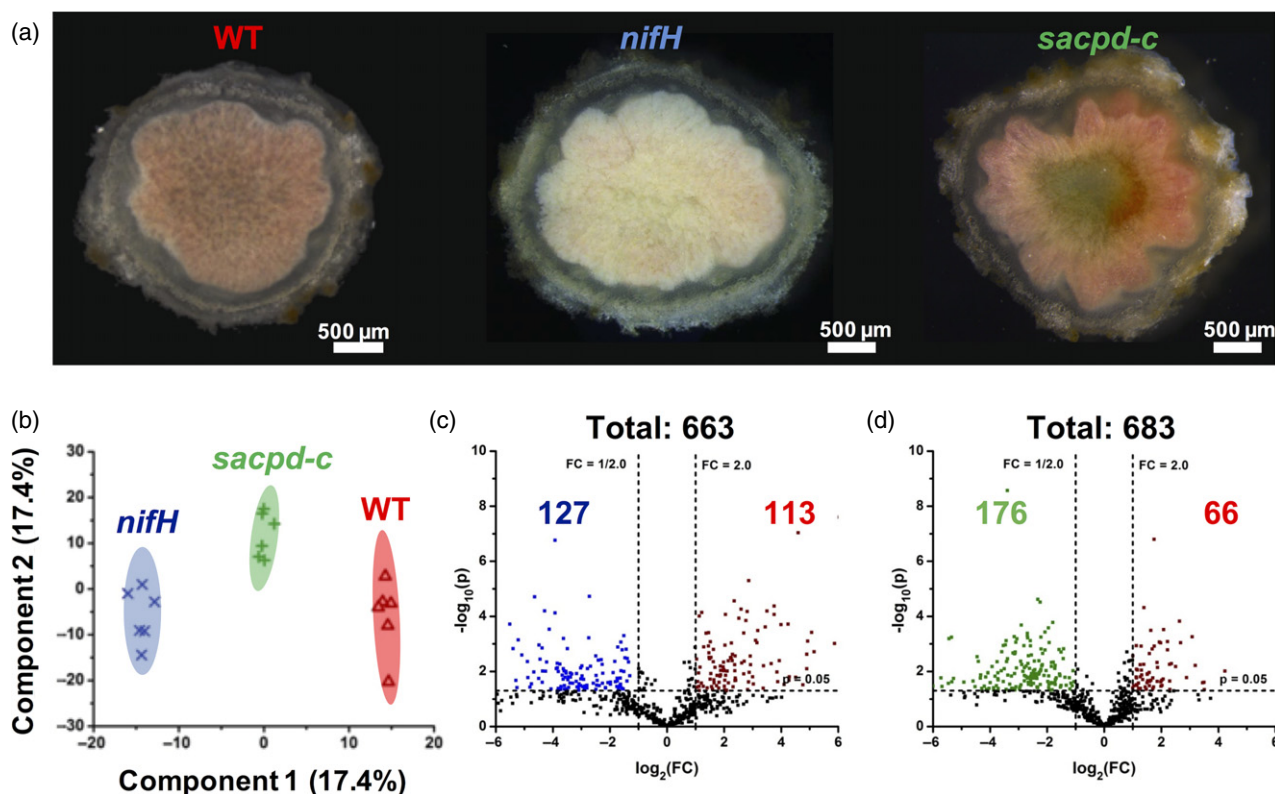 (a)
WT
nifH
sacpd-c
500 µm
500 µm
500 µm
(b)
30
20
10
0
–10
–20
–30
–20
–10
0
10
20
Component 2 (17.4%)
Component 1 (17.4%)
nifH
sacpd-c
WT
(c)
Total: 663
10
8
6
4
2
0
-log10(p)
FC = 1/2.0
FC = 2.0
127
113
p = 0.05
−6
−4
−2
0
2
4
6
log2(FC)
(d)
Total: 683
10
8
6
4
2
0
-log10(p)
FC = 1/2.0
FC = 2.0
176
66
p = 0.05
−6
−4
−2
0
2
4
6
log2(FC)